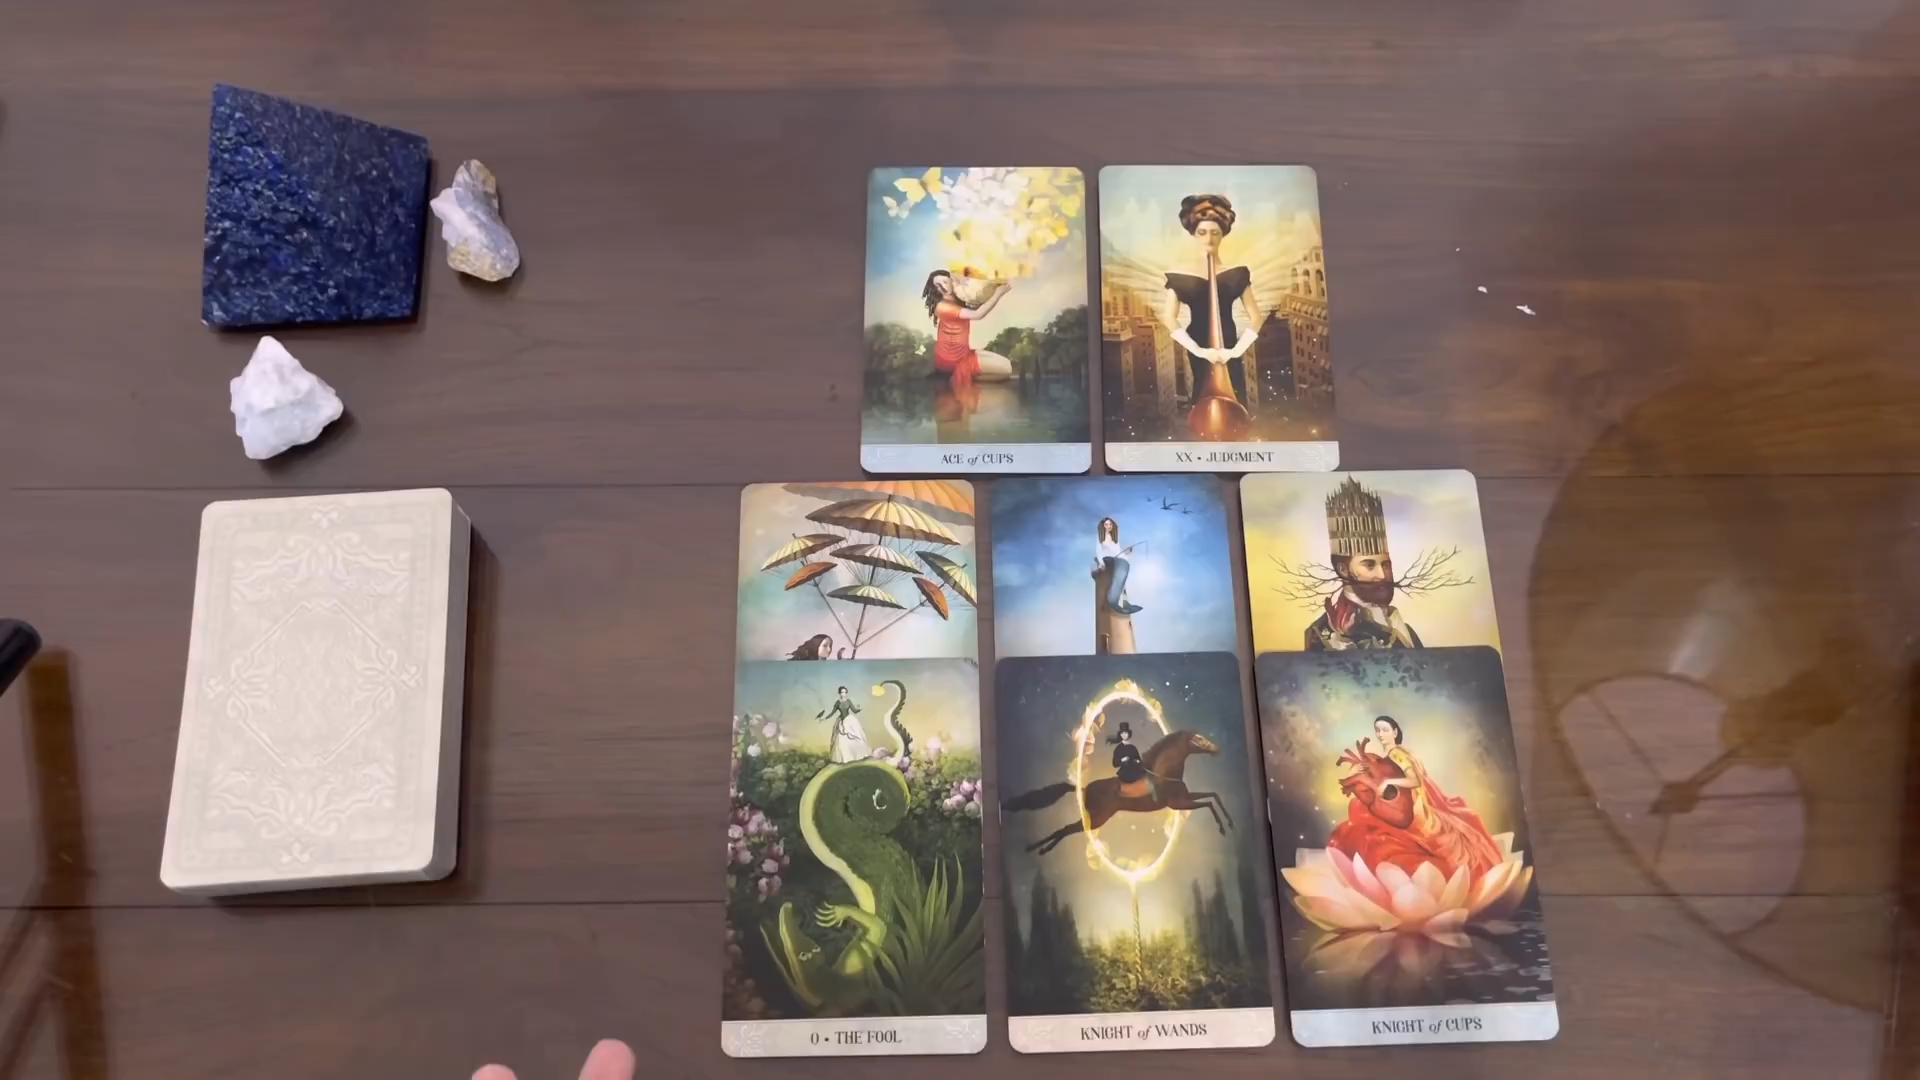 ACE of CUPS
XX • JUDGMENT
0 • THE FOOL
KNIGHT of WANDS
KNIGHT of CUPS